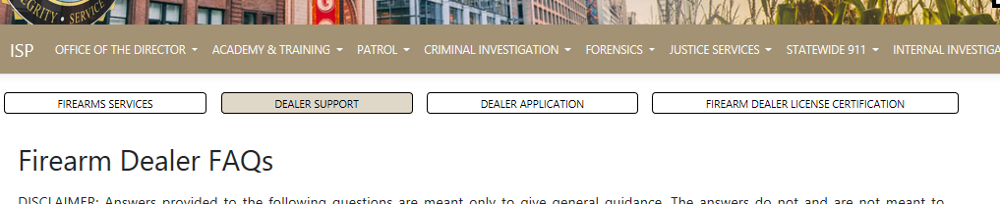 INTEGRITY · SERVICE
ISP OFFICE OF THE DIRECTOR ACADEMY & TRAINING PATROL CRIMINAL INVESTIGATION FORENSICS JUSTICE SERVICES STATEWIDE 911 INTERNAL INVESTIGA
FIREARMS SERVICES DEALER SUPPORT DEALER APPLICATION FIREARM DEALER LICENSE CERTIFICATION
Firearm Dealer FAQs
DISCLAIMER: Answers provided to the following questions are meant only to give general guidance. The answers do not and are not meant to